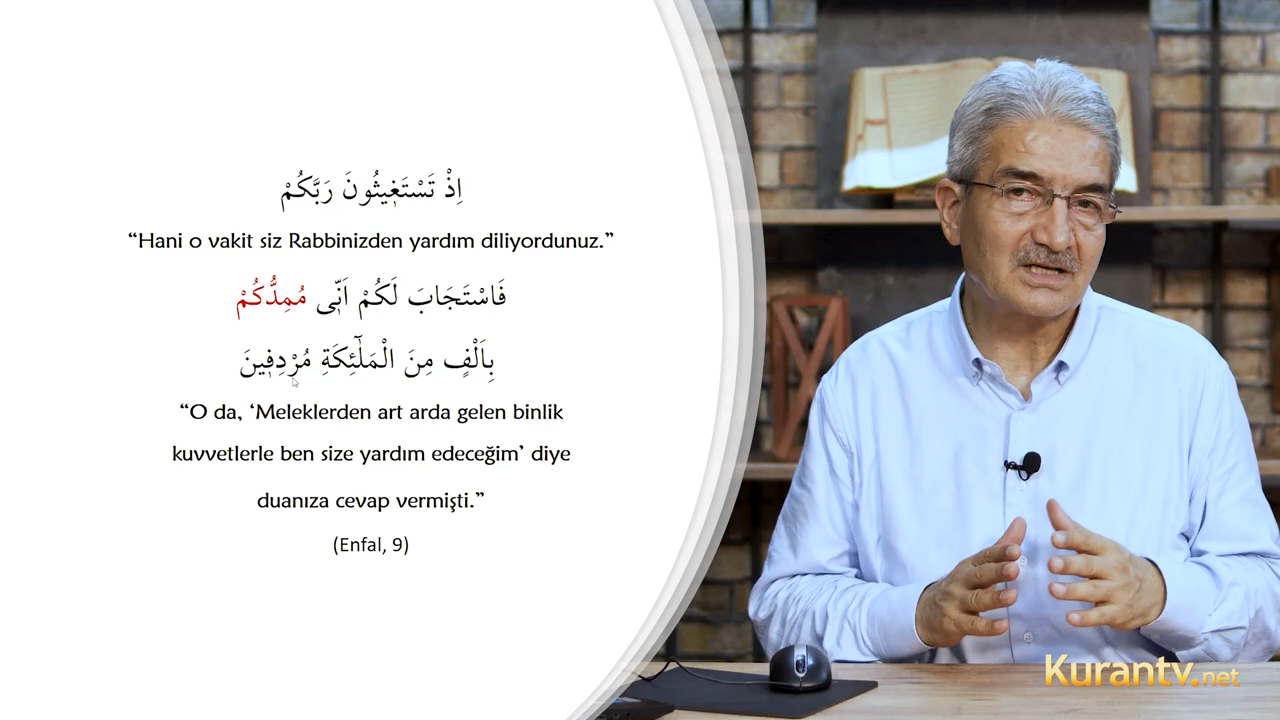 اِذْ تَسْتَغٖيثُونَ رَبَّكُمْ
“Hani o vakit siz Rabbinizden yardım diliyordunuz.”
فَاسْتَجَابَ لَكُمْ اَنّٖى مُمِدُّكُمْ
بِاَلْفٍ مِنَ الْمَلٰٓئِكَةِ مُرْدِفٖينَ
“O da, ‘Meleklerden art arda gelen binlik
kuvvetlerle ben size yardım edeceğim’ diye
duanıza cevap vermişti.”
(Enfal, 9)
Kurantv.net